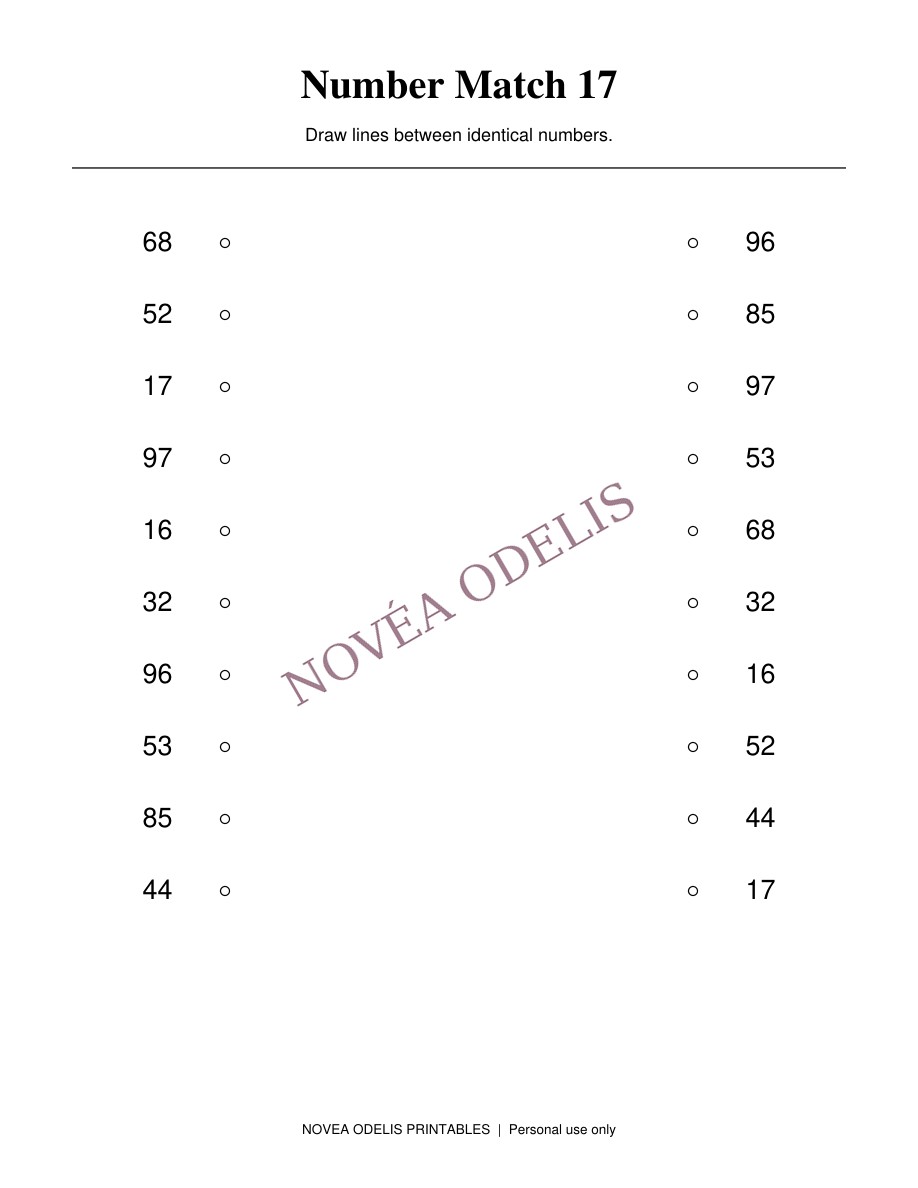 Number Match 17
Draw lines between identical numbers.
68 96
52 85
17 97
97 53
16 68
32 32
96 16
53 52
85 44
44 17
NOVÉA ODELIS
NOVEA ODELIS PRINTABLES | Personal use only